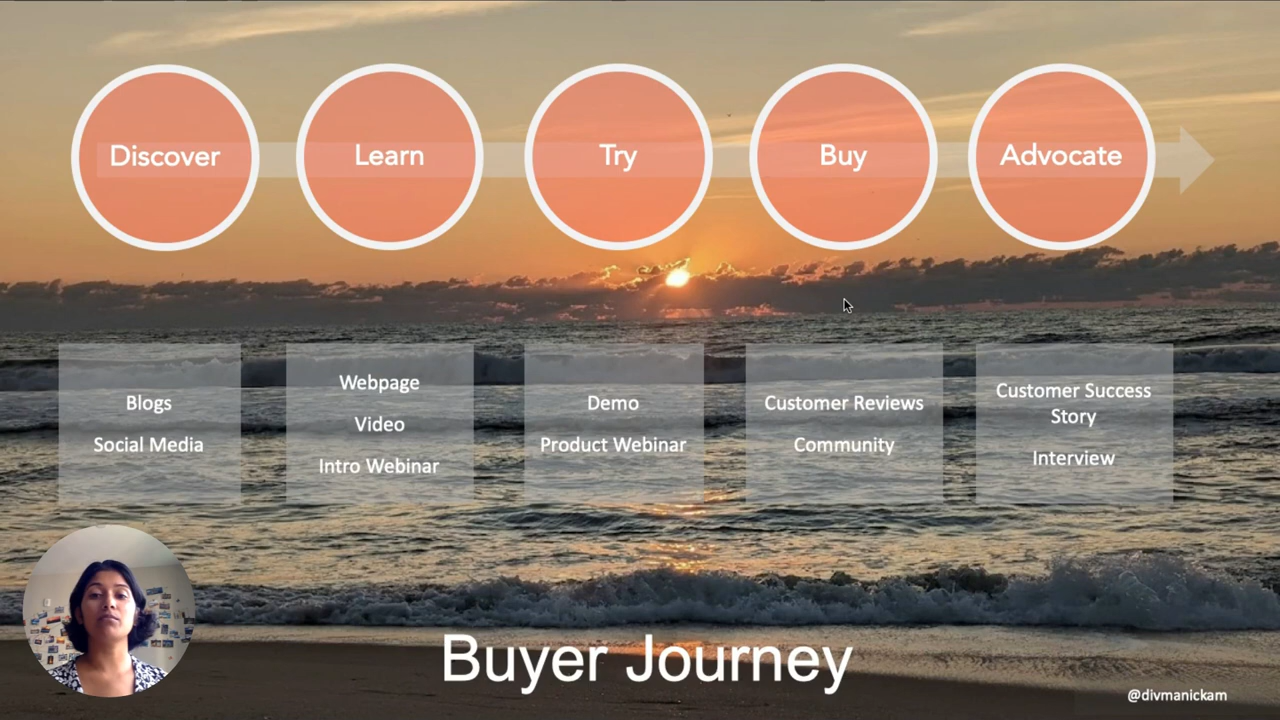 Discover
Learn
Try
Buy
Advocate
Blogs
Social Media
Webpage
Video
Intro Webinar
Demo
Product Webinar
Customer Reviews
Community
Customer Success
Story
Interview
Buyer Journey
@divmanickam